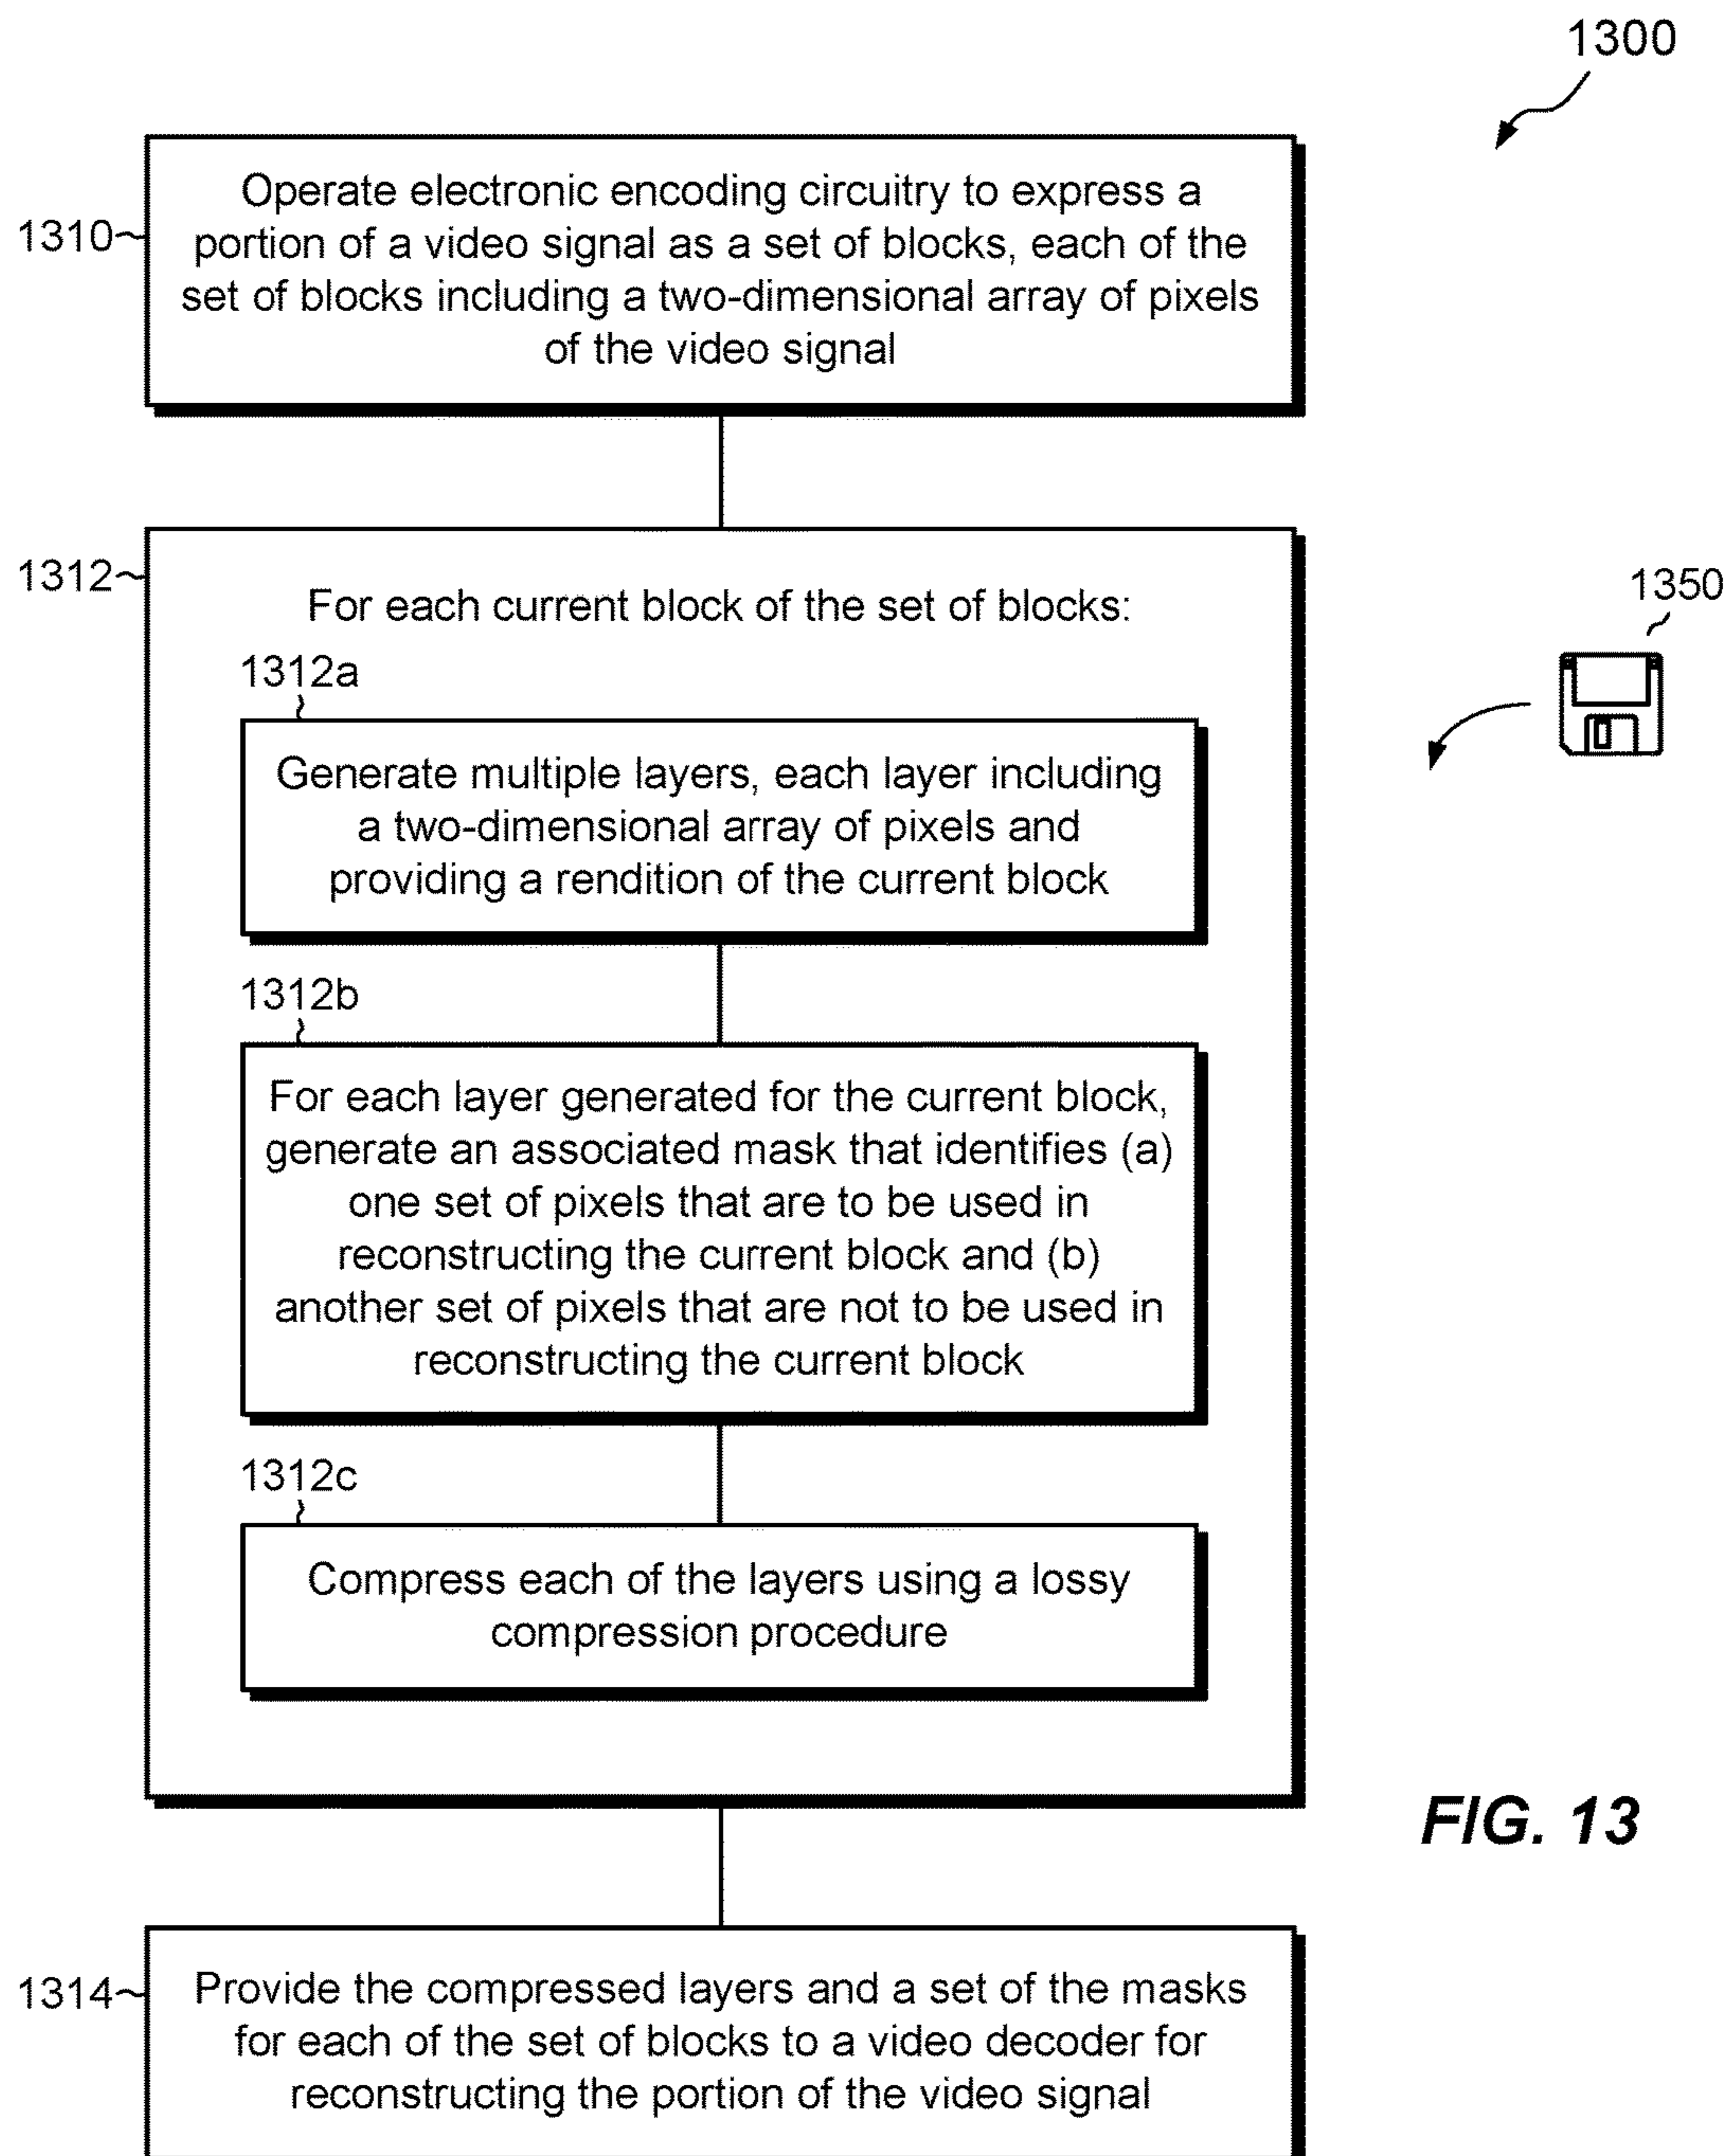 1300
1310
Operate electronic encoding circuitry to express a
portion of a video signal as a set of blocks, each of the
set of blocks including a two-dimensional array of pixels
of the video signal
1312
For each current block of the set of blocks:
1350
1312a
Generate multiple layers, each layer including
a two-dimensional array of pixels and
providing a rendition of the current block
1312b
For each layer generated for the current block,
generate an associated mask that identifies (a)
one set of pixels that are to be used in
reconstructing the current block and (b)
another set of pixels that are not to be used in
reconstructing the current block
1312c
Compress each of the layers using a lossy
compression procedure
FIG. 13
1314
Provide the compressed layers and a set of the masks
for each of the set of blocks to a video decoder for
reconstructing the portion of the video signal